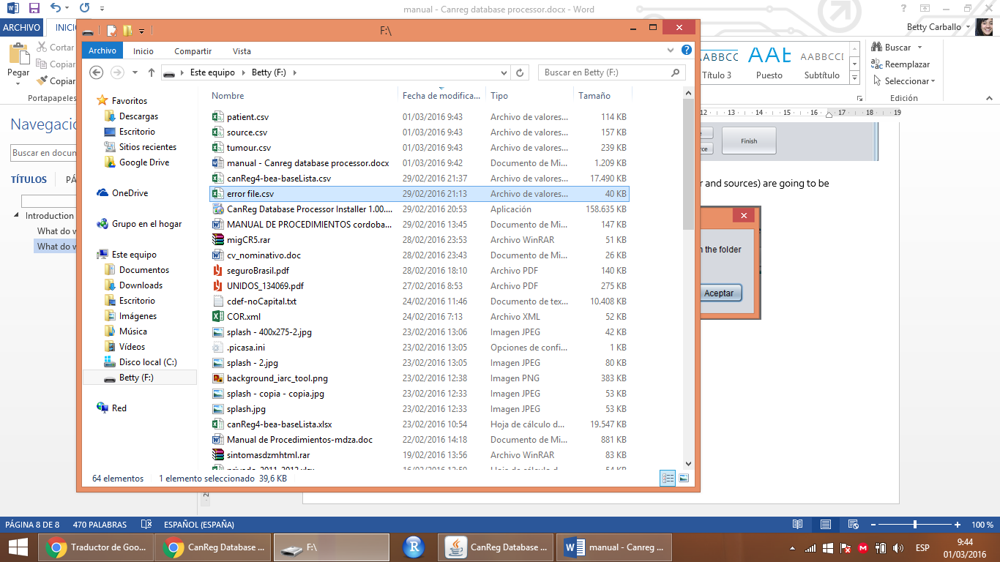 manual - Canreg database processor.docx - Word
ARCHIVO
Betty Carballo
Pegar
Cortar
Copiar
Portapapeles
AABBCC
Título 3
AAB
Puesto
AABBCCD
Subtítulo
Buscar
Reemplazar
Seleccionar
Edición
F:\
Archivo Inicio Compartir Vista
Este equipo Betty (F:)
Buscar en Betty (F:)
Favoritos
Descargas
Escritorio
Sitios recientes
Google Drive
OneDrive
Grupo en el hogar
Este equipo
Documentos
Downloads
Escritorio
Imágenes
Música
Vídeos
Disco local (C:)
Betty (F:)
Red
Nombre Fecha de modifica... Tipo Tamaño
patient.csv 01/03/2016 9:43 Archivo de valores... 114 KB
source.csv 01/03/2016 9:43 Archivo de valores... 157 KB
tumour.csv 01/03/2016 9:43 Archivo de valores... 239 KB
manual - Canreg database processor.docx 01/03/2016 9:42 Documento de Mi... 1.209 KB
canReg4-bea-baseLista.csv 29/02/2016 21:37 Archivo de valores... 17.490 KB
error file.csv 29/02/2016 21:13 Archivo de valores... 40 KB
CanReg Database Processor Installer 1.00.... 29/02/2016 20:53 Aplicación 158.635 KB
MANUAL DE PROCEDIMIENTOS cordoba... 29/02/2016 13:45 Documento de Mi... 147 KB
migCR5.rar 28/02/2016 23:53 Archivo WinRAR 51 KB
cv_nominativo.doc 28/02/2016 23:43 Documento de Mi... 26 KB
seguroBrasil.pdf 28/02/2016 18:10 Archivo PDF 140 KB
UNIDOS_134069.pdf 27/02/2016 8:53 Archivo PDF 275 KB
cdef-noCapital.txt 24/02/2016 11:46 Documento de tex... 10.408 KB
COR.xml 24/02/2016 7:13 Archivo XML 52 KB
splash - 400x275-2.jpg 23/02/2016 13:06 Imagen JPEG 42 KB
.picasa.ini 23/02/2016 13:05 Opciones de confi... 1 KB
splash - 2.jpg 23/02/2016 13:05 Imagen JPEG 80 KB
background_iarc_tool.png 23/02/2016 12:38 Imagen PNG 383 KB
splash - copia - copia.jpg 23/02/2016 12:33 Imagen JPEG 53 KB
splash.jpg 23/02/2016 12:33 Imagen JPEG 53 KB
canReg4-bea-baseLista.xlsx 23/02/2016 10:54 Hoja de cálculo d... 19.547 KB
Manual de Procedimientos-mdza.doc 22/02/2016 14:18 Documento de Mi... 881 KB
sintomasdzmhtml.rar 19/02/2016 13:56 Archivo WinRAR 83 KB
64 elementos 1 elemento seleccionado 39,6 KB
Navegació
Buscar en docum
TÍTULOS PÁ
Introduction
What do w
What do w
12 13 14 15 16 17 18 19
Finish
r and sources) are going to be
n the folder
Aceptar
PÁGINA 8 DE 8 470 PALABRAS ESPAÑOL (ESPAÑA) 100 %
Traductor de Goo... CanReg Database ... F:\ R CanReg Database ... manual - Canreg ... ESP
9:44
01/03/2016